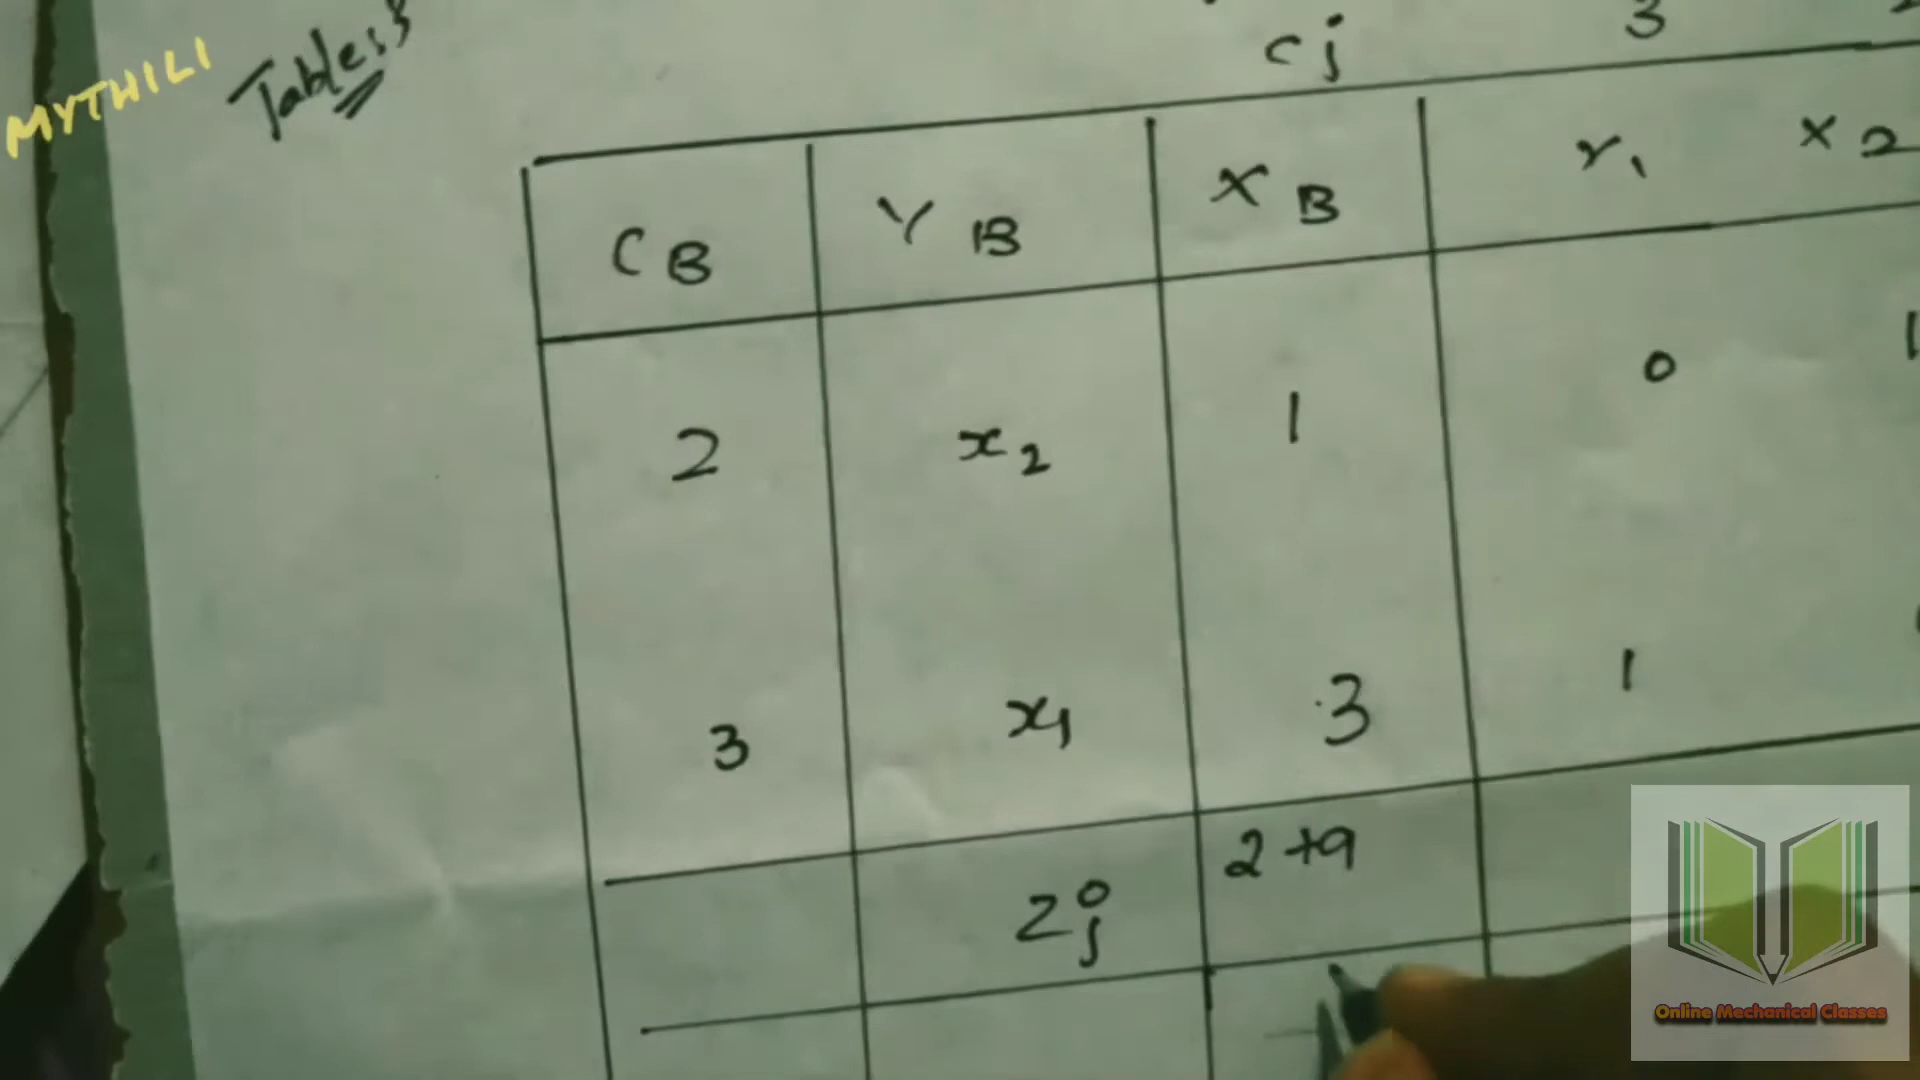 MYTHILI
Table:3
Cj 3
CB YB XB x1 x2
2 x2 1 0 1
3 x1 3 1
Zj 2+9
Online Mechanical Classes